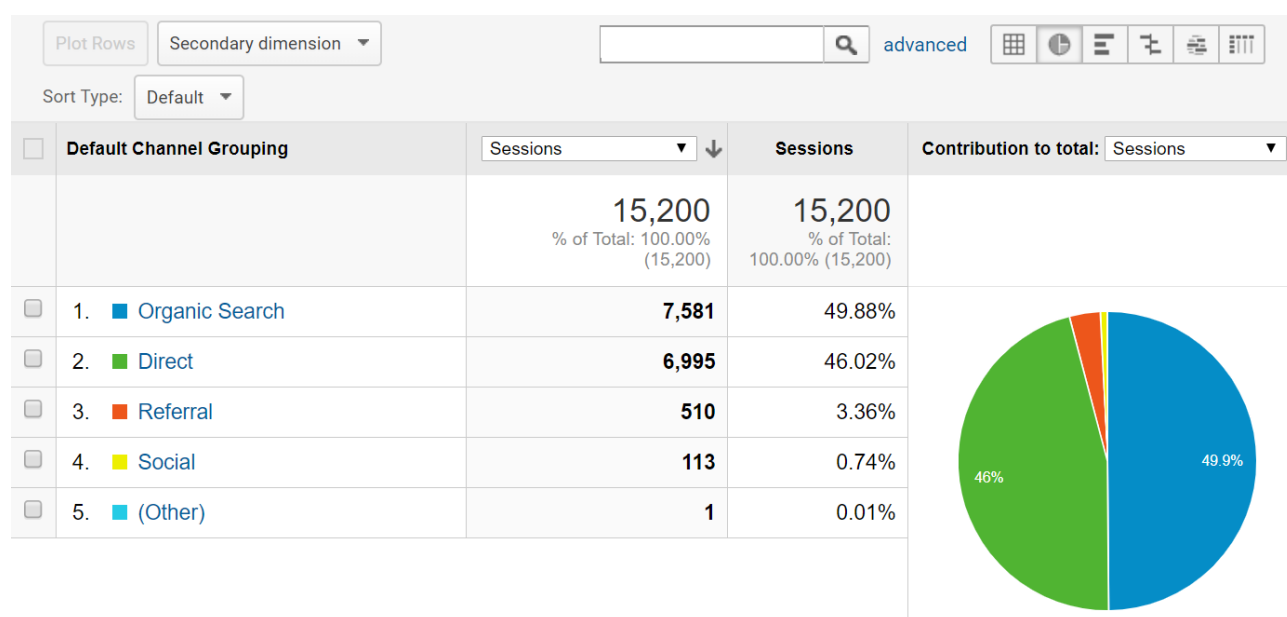 Plot Rows Secondary dimension advanced
Sort Type: Default
Default Channel Grouping Sessions Sessions Contribution to total: Sessions
15,200 15,200
% of Total: 100.00% % of Total:
(15,200) 100.00% (15,200)
1. Organic Search 7,581 49.88%
2. Direct 6,995 46.02%
3. Referral 510 3.36%
4. Social 113 0.74%
5. (Other) 1 0.01%
49.9%
46%